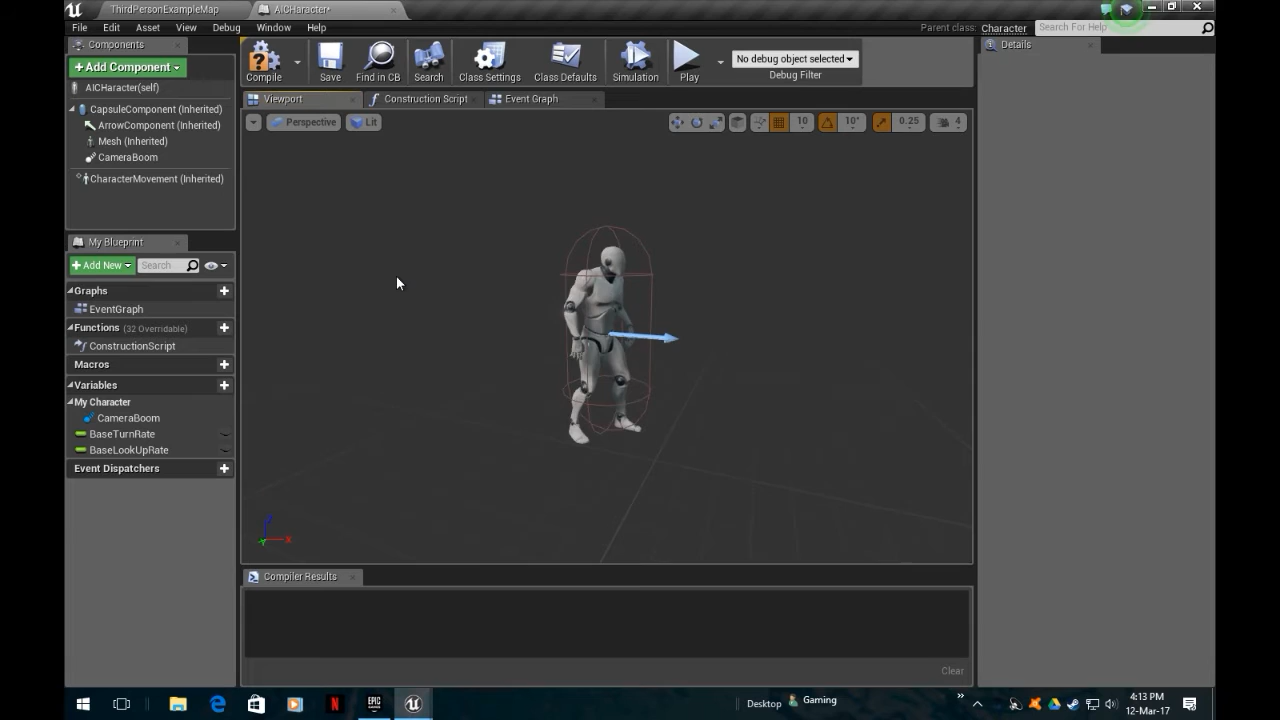 ThirdPersonExampleMap
AICHaracter*
File Edit Asset View Debug Window Help
Parent class: Character
Search For Help
Components
+ Add Component
AICHaracter(self)
CapsuleComponent (Inherited)
ArrowComponent (Inherited)
Mesh (Inherited)
CameraBoom
CharacterMovement (Inherited)
Compile
Save
Find in CB
Search
Class Settings
Class Defaults
Simulation
Play
No debug object selected
Debug Filter
Details
Viewport
Construction Script
Event Graph
Perspective
Lit
10
10°
0.25
4
My Blueprint
+ Add New
Search
Graphs
EventGraph
Functions (32 Overridable)
ConstructionScript
Macros
Variables
My Character
CameraBoom
BaseTurnRate
BaseLookUpRate
Event Dispatchers
Z
X
Compiler Results
Clear
N
EPIC
Desktop
Gaming
4:13 PM
12-Mar-17